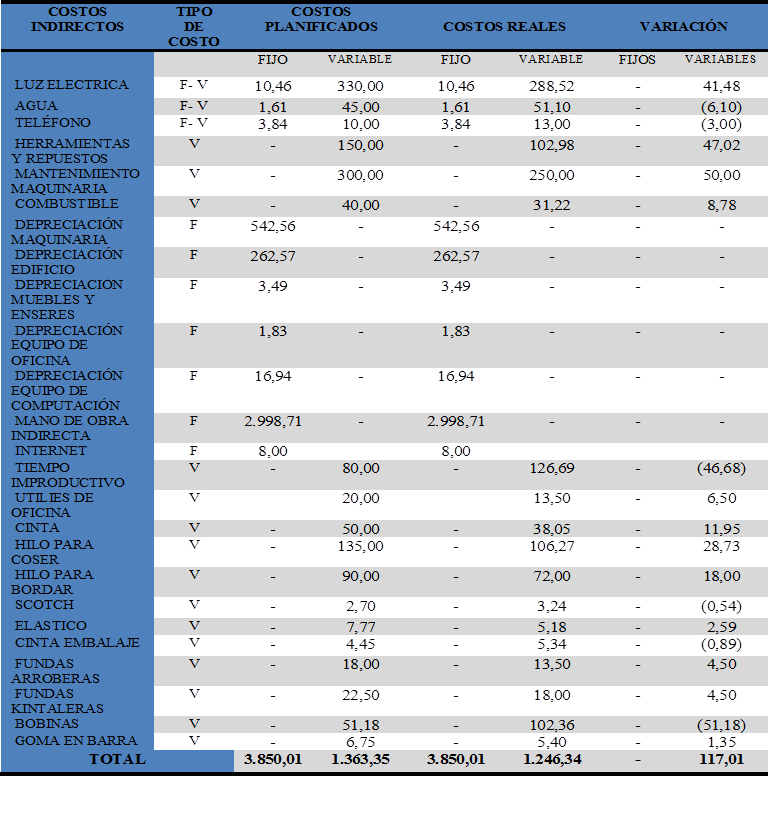 COSTOS INDIRECTOS TIPO DE COSTO COSTOS PLANIFICADOS COSTOS REALES VARIACIÓN
FIJO VARIABLE FIJO VARIABLE FIJOS VARIABLES
LUZ ELECTRICA F- V 10,46 330,00 10,46 288,52 - 41,48
AGUA F- V 1,61 45,00 1,61 51,10 - (6,10)
TELÉFONO F- V 3,84 10,00 3,84 13,00 - (3,00)
HERRAMIENTAS Y REPUESTOS V - 150,00 - 102,98 - 47,02
MANTENIMIENTO MAQUINARIA V - 300,00 - 250,00 - 50,00
COMBUSTIBLE V - 40,00 - 31,22 - 8,78
DEPRECIACIÓN MAQUINARIA F 542,56 - 542,56 - - -
DEPRECIACIÓN EDIFICIO F 262,57 - 262,57 - - -
DEPRECIACIÓN MUEBLES Y ENSERES F 3,49 - 3,49 - - -
DEPRECIACIÓN EQUIPO DE OFICINA F 1,83 - 1,83 - - -
DEPRECIACIÓN EQUIPO DE COMPUTACIÓN F 16,94 - 16,94 - - -
MANO DE OBRA INDIRECTA F 2.998,71 - 2.998,71 - - -
INTERNET F 8,00 8,00
TIEMPO IMPRODUCTIVO V - 80,00 - 126,69 - (46,68)
UTILIES DE OFICINA V 20,00 13,50 - 6,50
CINTA V - 50,00 - 38,05 - 11,95
HILO PARA COSER V - 135,00 - 106,27 - 28,73
HILO PARA BORDAR V - 90,00 - 72,00 - 18,00
SCOTCH V - 2,70 - 3,24 - (0,54)
ELASTICO V - 7,77 - 5,18 - 2,59
CINTA EMBALAJE V - 4,45 - 5,34 - (0,89)
FUNDAS ARROBERAS V - 18,00 - 13,50 - 4,50
FUNDAS KINTALERAS V - 22,50 - 18,00 - 4,50
BOBINAS V - 51,18 - 102,36 - (51,18)
GOMA EN BARRA V - 6,75 - 5,40 - 1,35
TOTAL 3.850,01 1.363,35 3.850,01 1.246,34 - 117,01